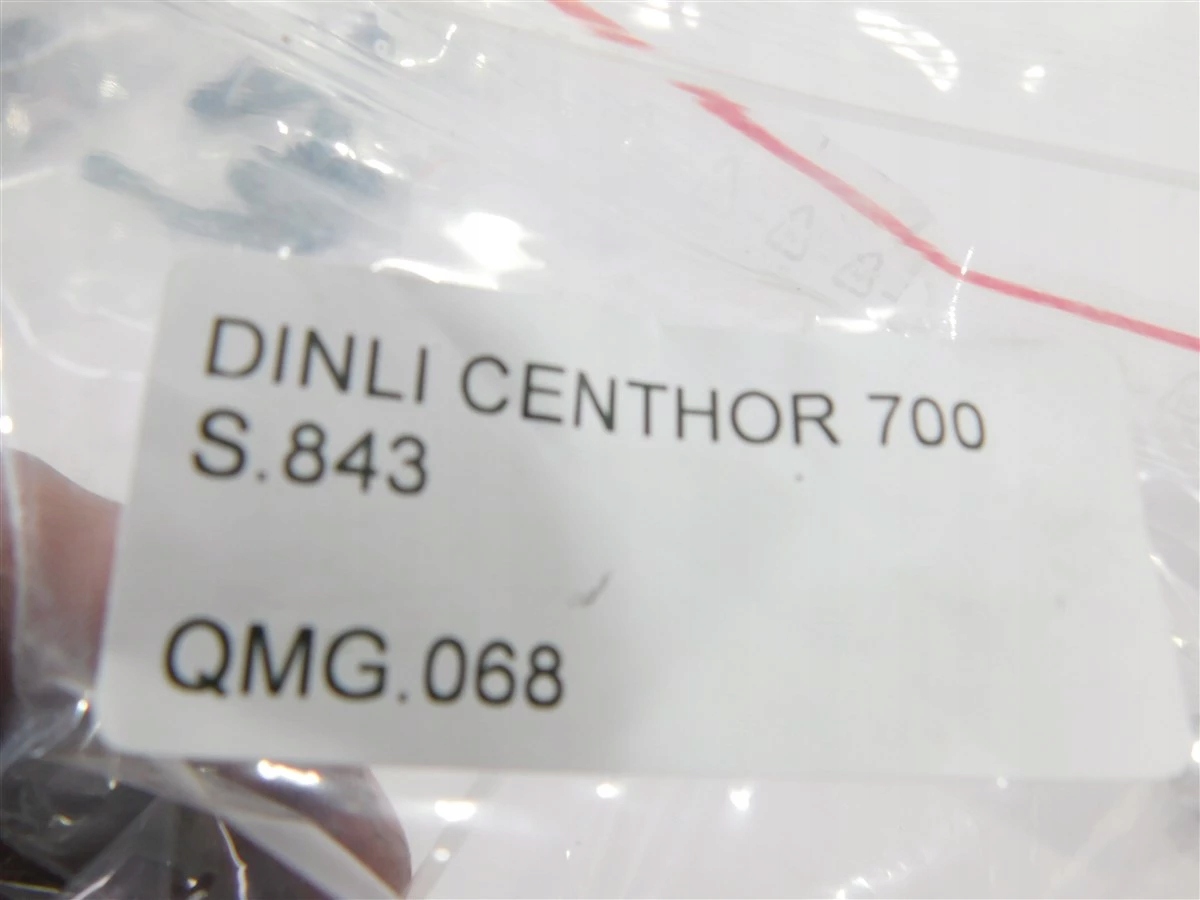 DINLI CENTHOR 700
S.843
QMG.068